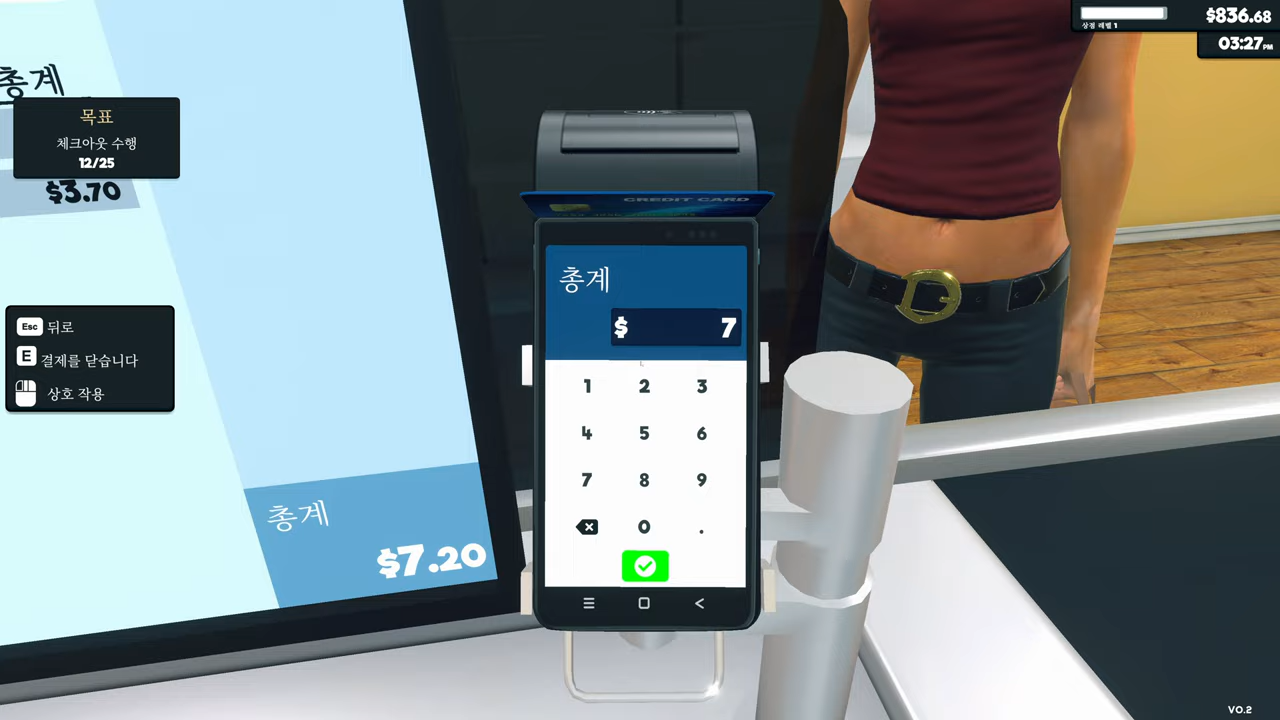 총계
목표
체크아웃 수행
12/25
$3.70
Esc 뒤로
E 결제를 닫습니다
상호 작용
총계
$7.20
CREDIT CARD
총계
$ 7
1 2 3
4 5 6
7 8 9
0 .
상점 레벨 1
$836.68
03:27PM
V0.2